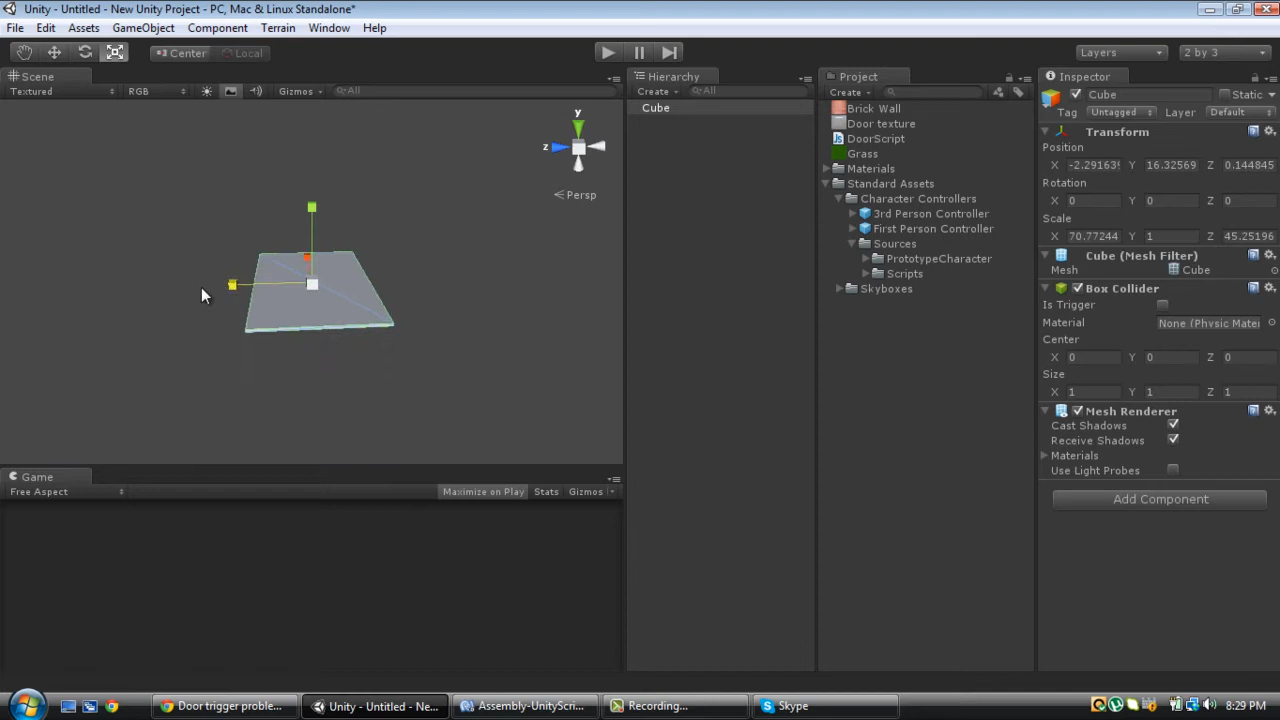 Unity - Untitled - New Unity Project - PC, Mac & Linux Standalone*
File Edit Assets GameObject Component Terrain Window Help
Center Local Layers 2 by 3
Scene
Textured RGB Gizmos All
y
z
Persp
Game
Free Aspect Maximize on Play Stats Gizmos
Hierarchy
Create All
Cube
Project
Create
Brick Wall
Door texture
DoorScript
Grass
Materials
Standard Assets
Character Controllers
3rd Person Controller
First Person Controller
Sources
PrototypeCharacter
Scripts
Skyboxes
Inspector
Cube Static
Tag Untagged Layer Default
Transform
Position
X -2.291639 Y 16.32569 Z 0.144845
Rotation
X 0 Y 0 Z 0
Scale
X 70.77244 Y 1 Z 45.25196
Cube (Mesh Filter)
Mesh Cube
Box Collider
Is Trigger
Material None (Physic Mater
Center
X 0 Y 0 Z 0
Size
X 1 Y 1 Z 1
Mesh Renderer
Cast Shadows
Receive Shadows
Materials
Use Light Probes
Add Component
Door trigger proble... Unity - Untitled - Ne... Assembly-UnityScri... Recording... Skype 8:29 PM